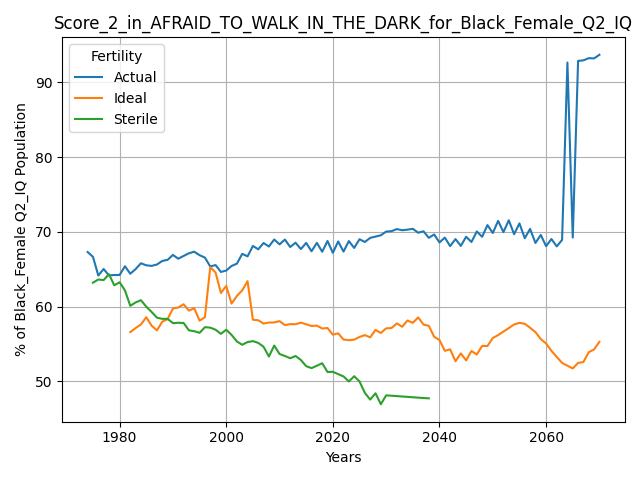 Score_2_in_AFRAID_TO_WALK_IN_THE_DARK_for_Black_Female_Q2_IQ
Fertility
Actual
Ideal
Sterile
% of Black_Female Q2_IQ Population
90
80
70
60
50
1980
2000
2020
2040
2060
Years